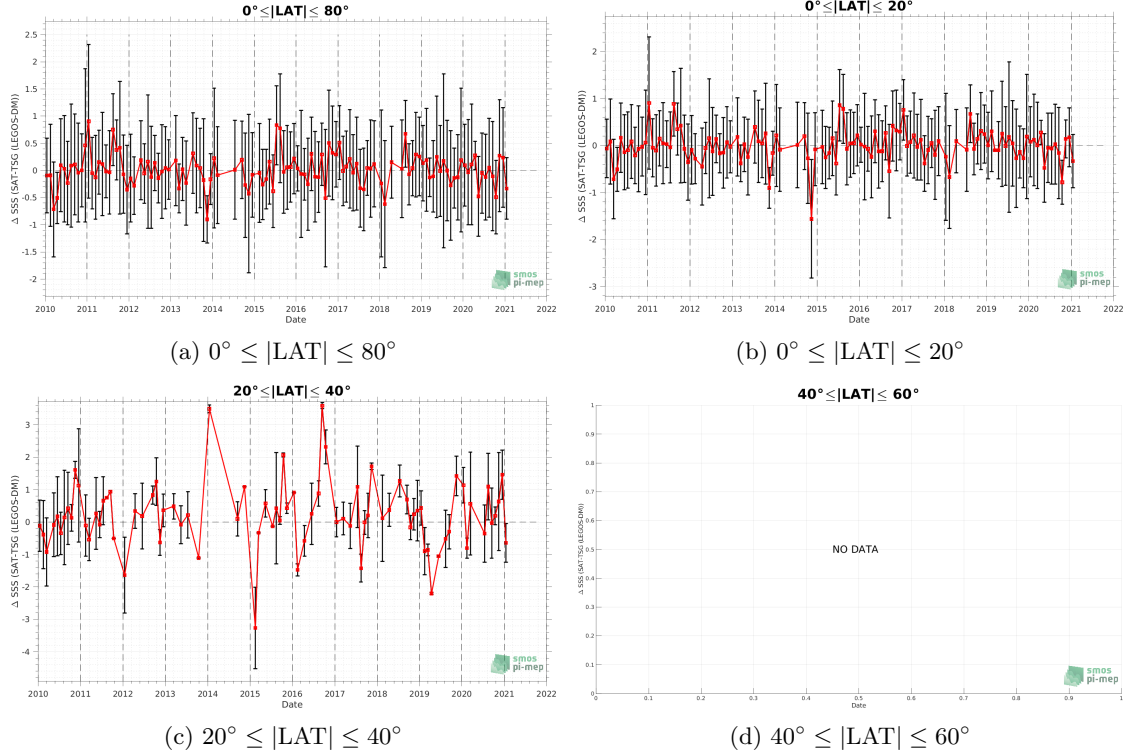 0°≤|LAT|≤ 80°
Δ SSS (SAT-TSG (LEGOS-DM))
2.5
2
1.5
1
0.5
0
-0.5
-1
-1.5
-2
2010 2011 2012 2013 2014 2015 2016 2017 2018 2019 2020 2021 2022
Date
smos
pi-mep
(a) 0° ≤ |LAT| ≤ 80°
0°≤|LAT|≤ 20°
Δ SSS (SAT-TSG (LEGOS-DM))
2
1
0
-1
-2
-3
2010 2011 2012 2013 2014 2015 2016 2017 2018 2019 2020 2021 2022
Date
smos
pi-mep
(b) 0° ≤ |LAT| ≤ 20°
20°≤|LAT|≤ 40°
Δ SSS (SAT-TSG (LEGOS-DM))
3
2
1
0
-1
-2
-3
-4
2010 2011 2012 2013 2014 2015 2016 2017 2018 2019 2020 2021 2022
Date
smos
pi-mep
(c) 20° ≤ |LAT| ≤ 40°
40°≤|LAT|≤ 60°
Δ SSS (SAT-TSG (LEGOS-DM))
1
0.9
0.8
0.7
0.6
0.5
0.4
0.3
0.2
0.1
0
NO DATA
0 0.1 0.2 0.3 0.4 0.5 0.6 0.7 0.8 0.9 1
Date
smos
pi-mep
(d) 40° ≤ |LAT| ≤ 60°